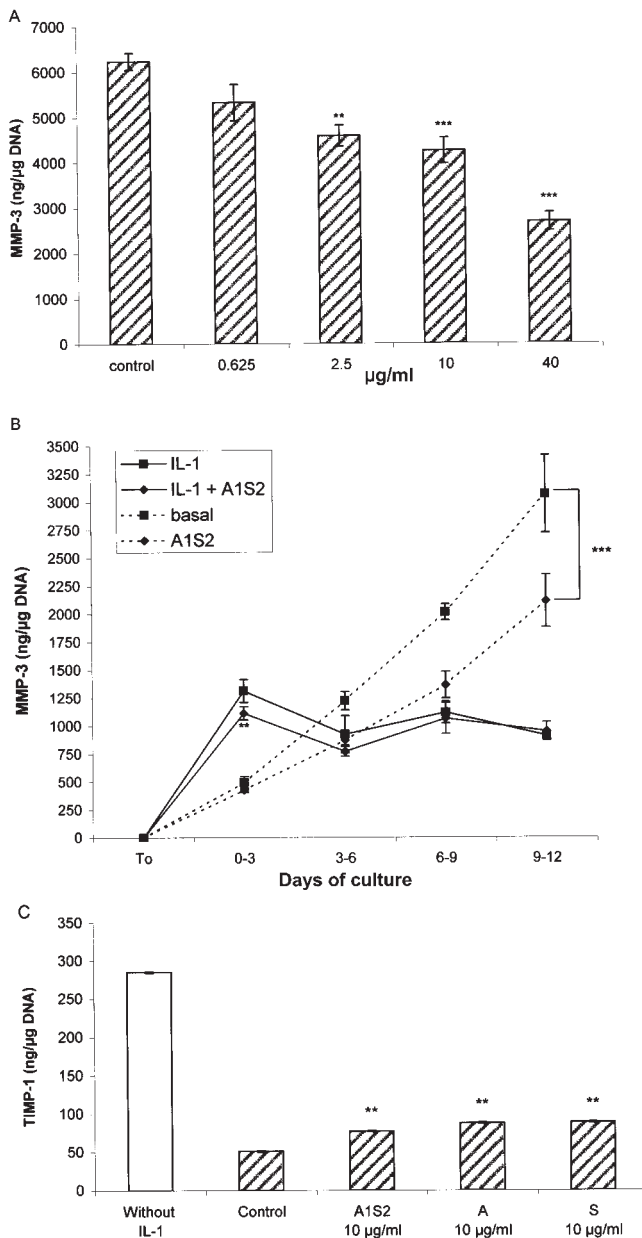 A
MMP-3 (ng/µg DNA)
7000
6000
5000
4000
3000
2000
1000
0
** *** ***
control 0.625 2.5 10 40
µg/ml
B
MMP-3 (ng/µg DNA)
3500
3250
3000
2750
2500
2250
2000
1750
1500
1250
1000
750
500
250
0
IL-1
IL-1 + A1S2
basal
A1S2
***
**
To 0-3 3-6 6-9 9-12
Days of culture
C
TIMP-1 (ng/µg DNA)
350
300
250
200
150
100
50
0
** ** **
Without Control A1S2 A S
IL-1 10 µg/ml 10 µg/ml 10 µg/ml